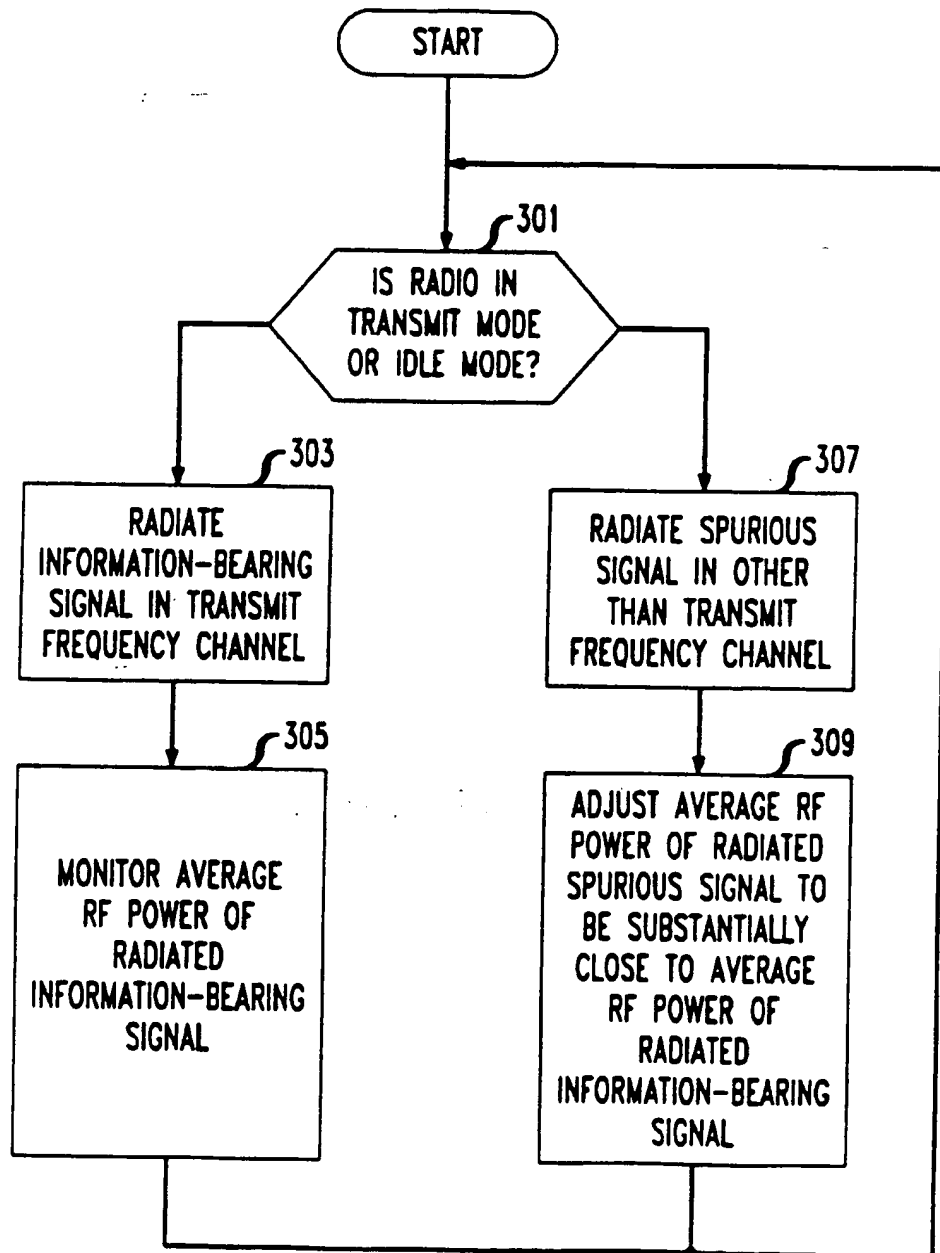 START
301
IS RADIO IN
TRANSMIT MODE
OR IDLE MODE?
303
RADIATE
INFORMATION-BEARING
SIGNAL IN TRANSMIT
FREQUENCY CHANNEL
307
RADIATE SPURIOUS
SIGNAL IN OTHER
THAN TRANSMIT
FREQUENCY CHANNEL
305
MONITOR AVERAGE
RF POWER OF
RADIATED
INFORMATION-BEARING
SIGNAL
309
ADJUST AVERAGE RF
POWER OF RADIATED
SPURIOUS SIGNAL TO
BE SUBSTANTIALLY
CLOSE TO AVERAGE
RF POWER OF
RADIATED
INFORMATION-BEARING
SIGNAL